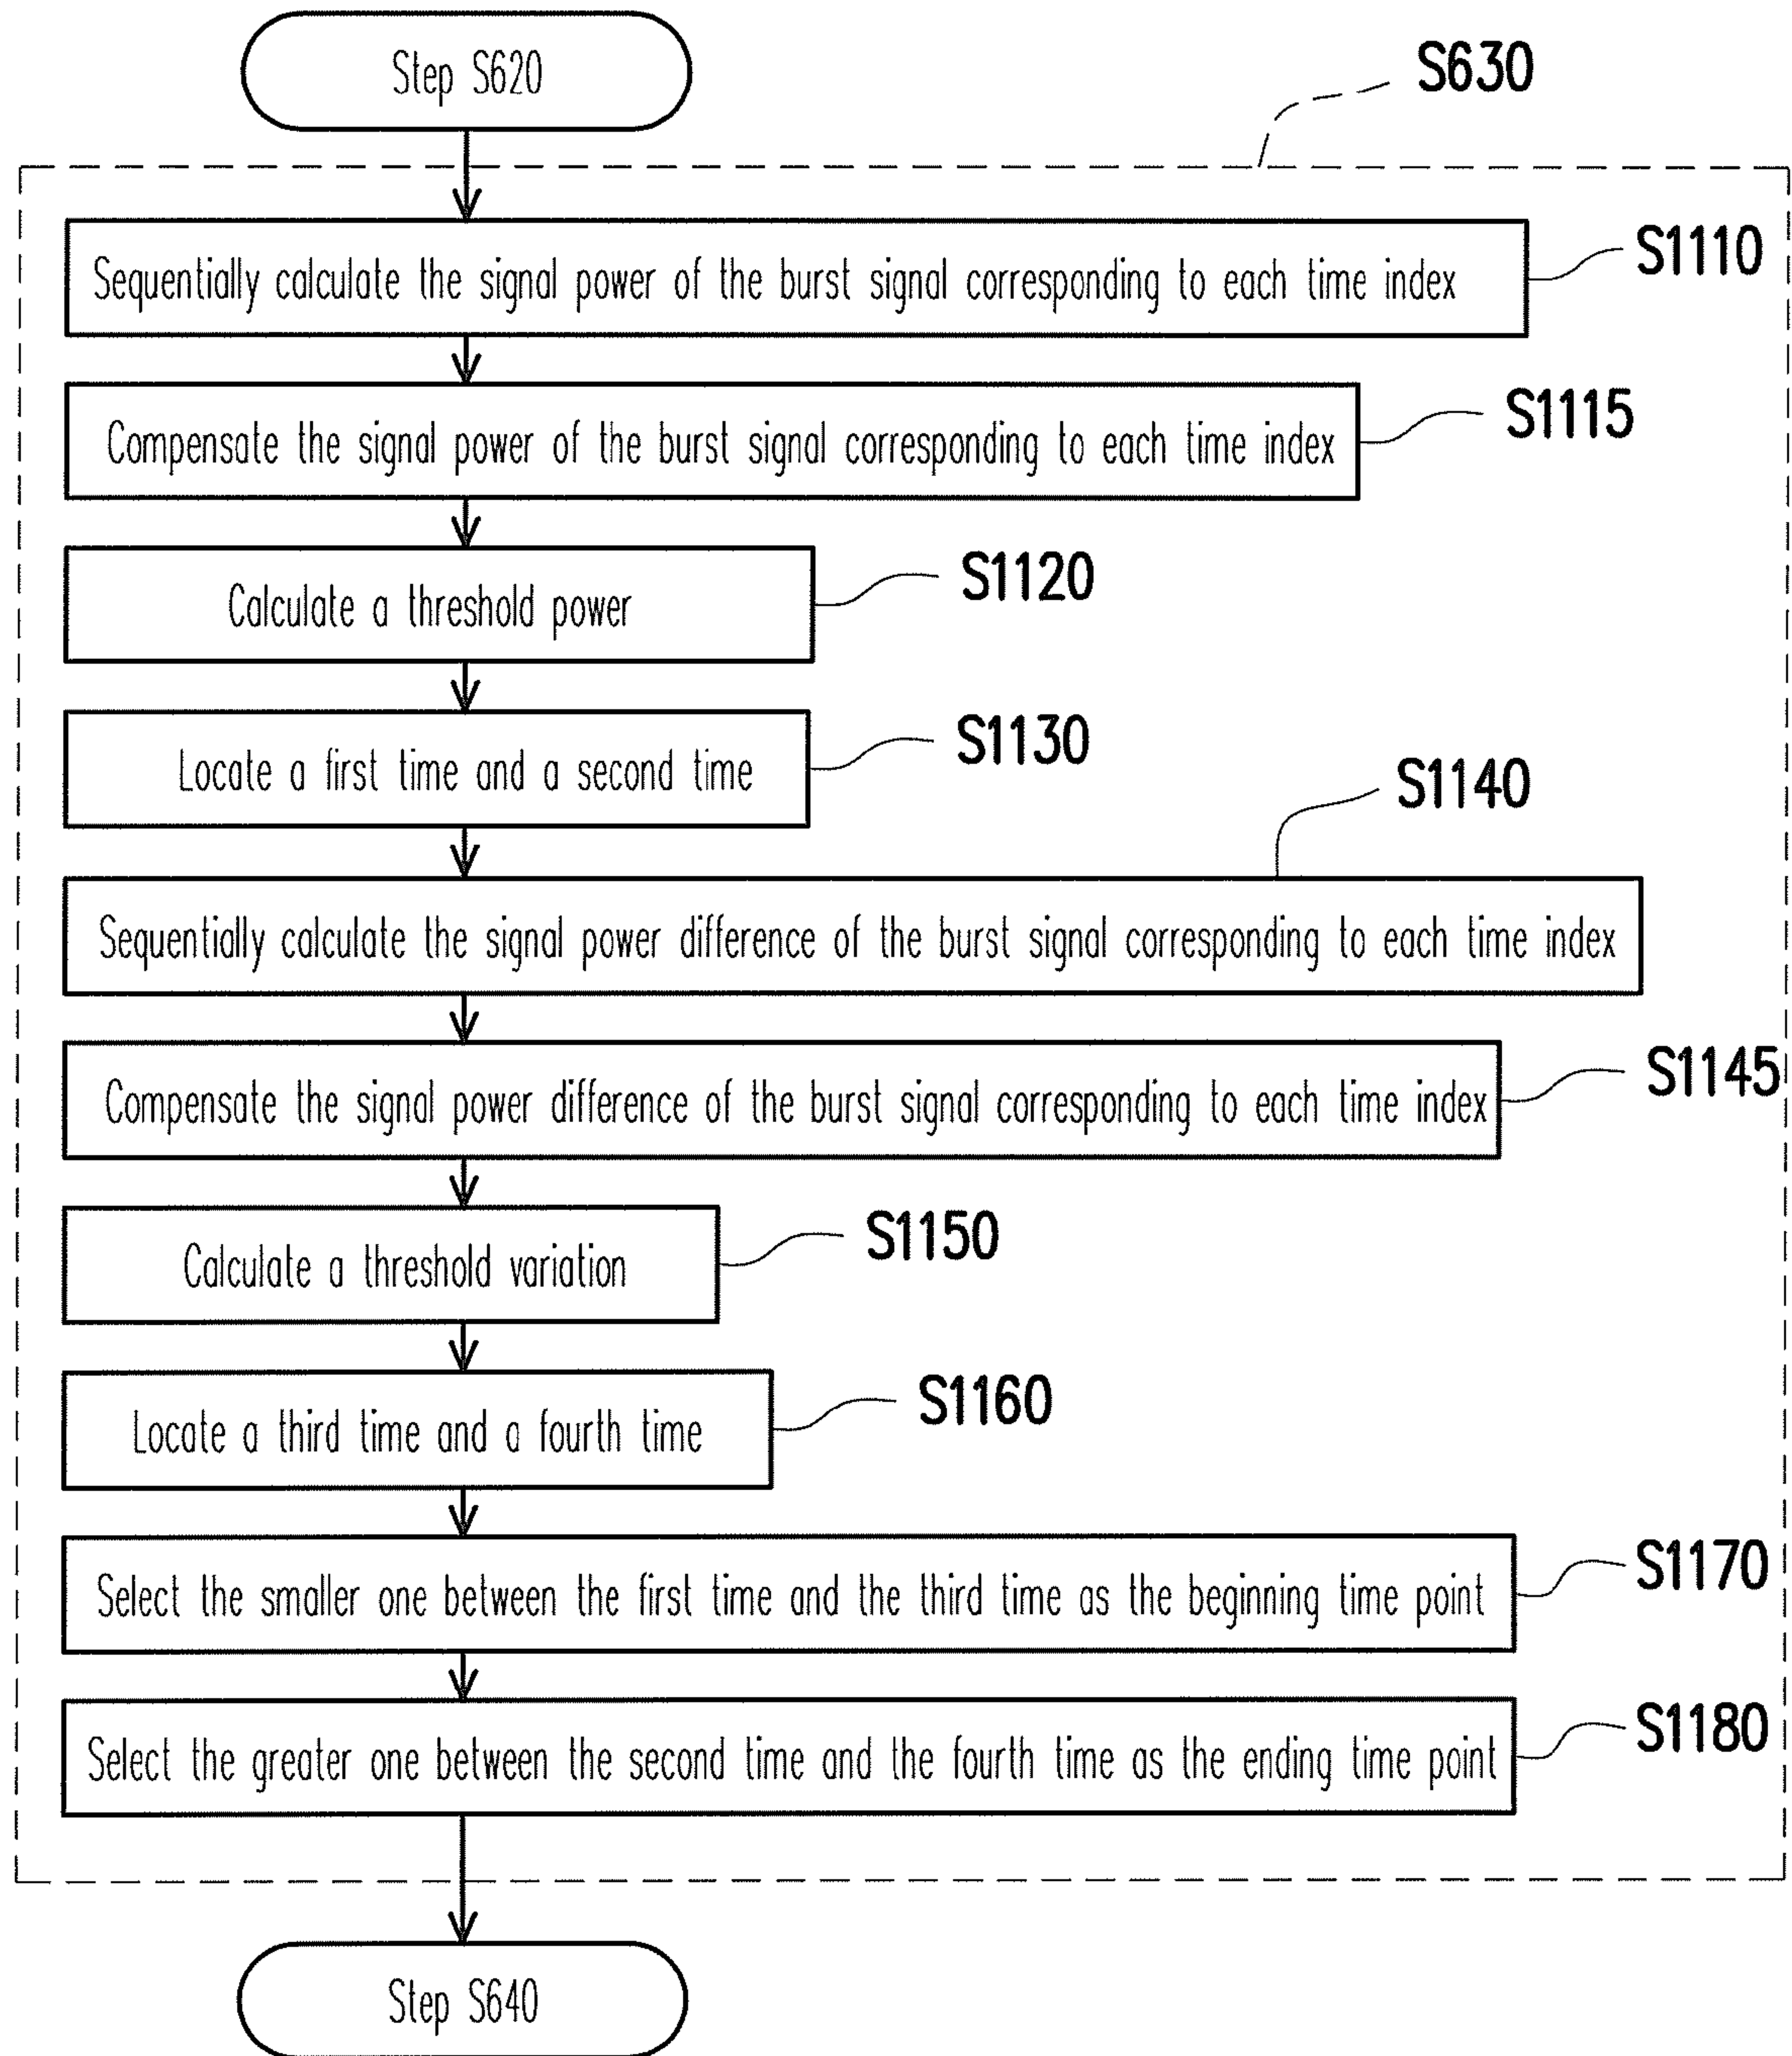 Step S620
S630
Sequentially calculate the signal power of the burst signal corresponding to each time index
S1110
Compensate the signal power of the burst signal corresponding to each time index
S1115
Calculate a threshold power
S1120
Locate a first time and a second time
S1130
S1140
Sequentially calculate the signal power difference of the burst signal corresponding to each time index
Compensate the signal power difference of the burst signal corresponding to each time index
S1145
Calculate a threshold variation
S1150
Locate a third time and a fourth time
S1160
Select the smaller one between the first time and the third time as the beginning time point
S1170
Select the greater one between the second time and the fourth time as the ending time point
S1180
Step S640